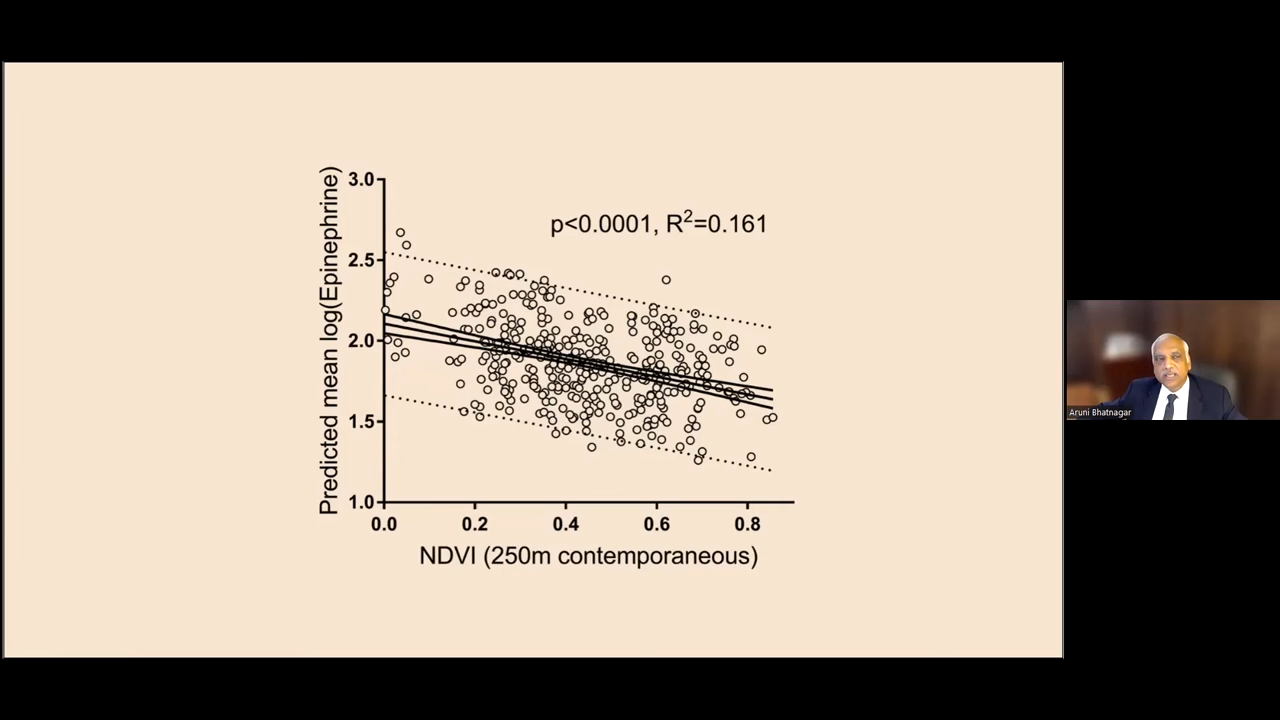 Predicted mean log(Epinephrine)
3.0
2.5
2.0
1.5
1.0
p<0.0001, R²=0.161
0.0 0.2 0.4 0.6 0.8
NDVI (250m contemporaneous)
Aruni Bhatnagar